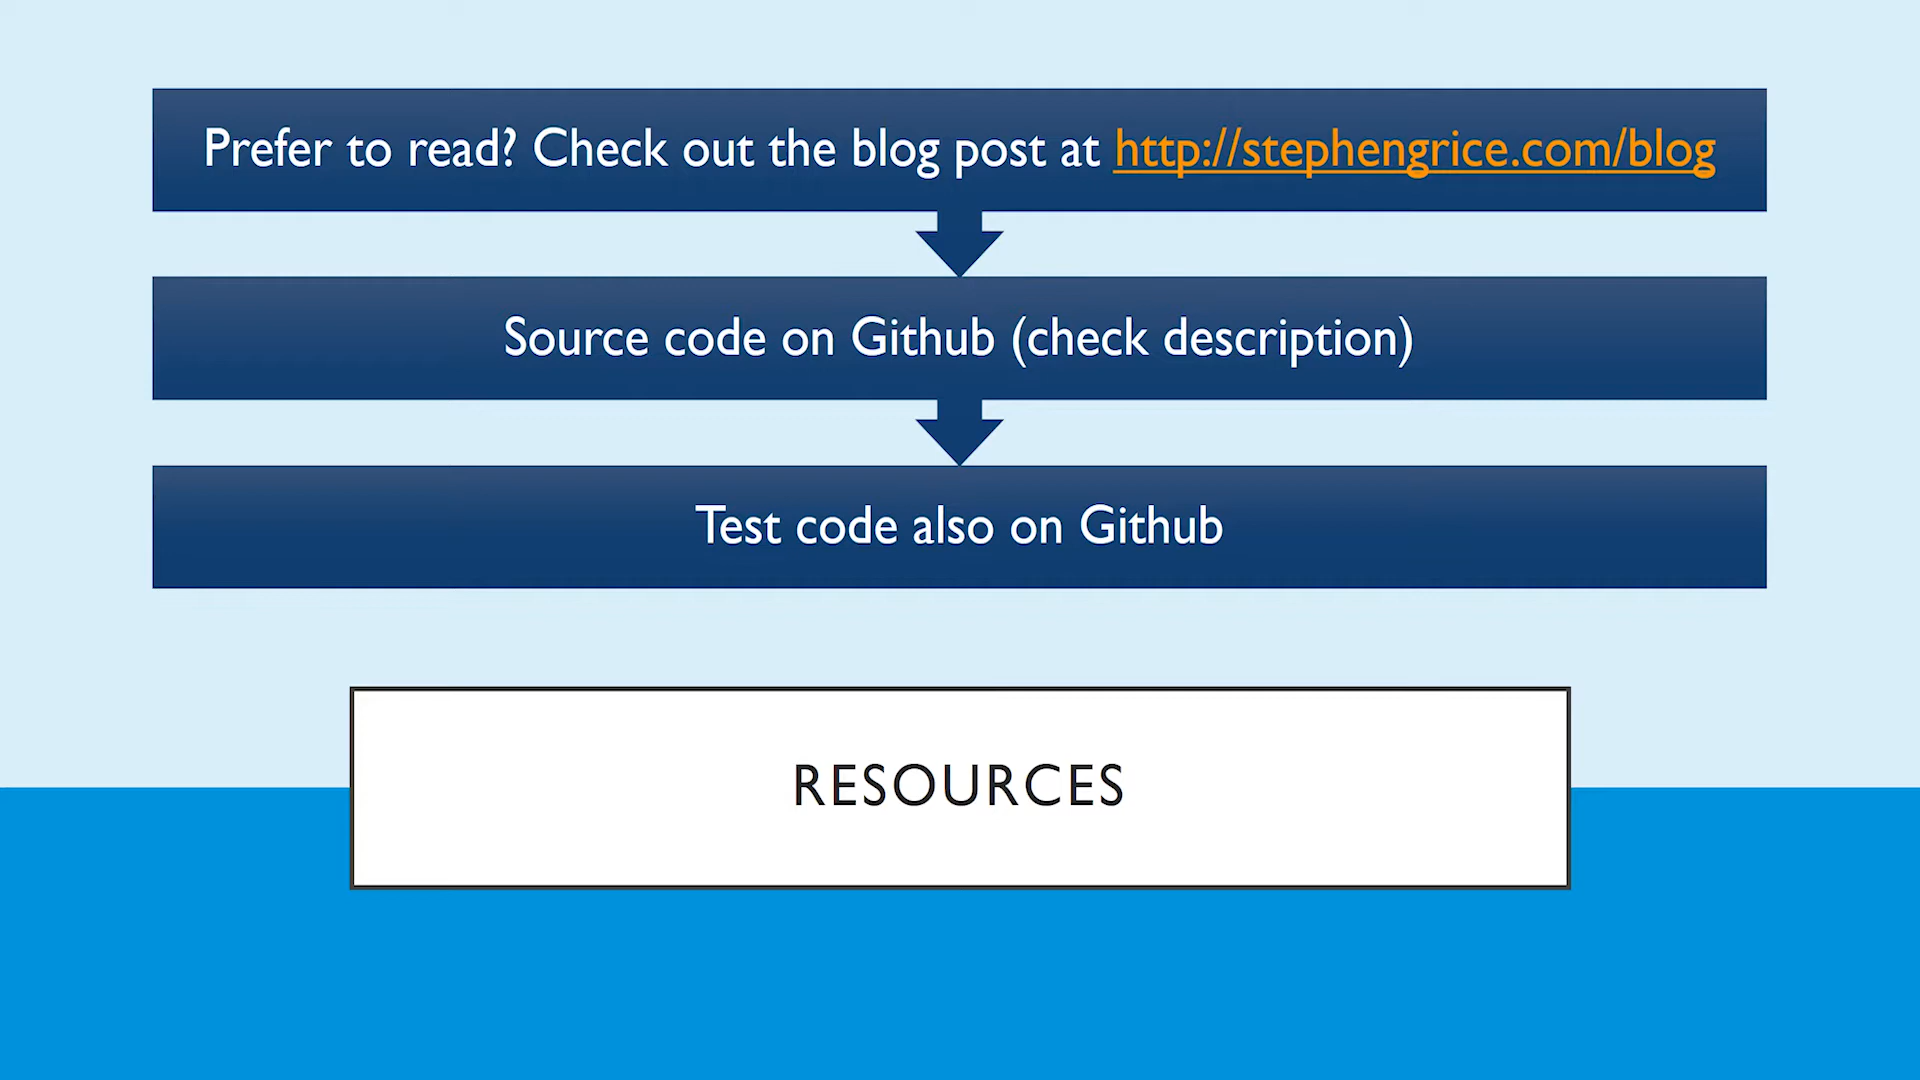 Prefer to read? Check out the blog post at http://stephengrice.com/blog
Source code on Github (check description)
Test code also on Github
RESOURCES